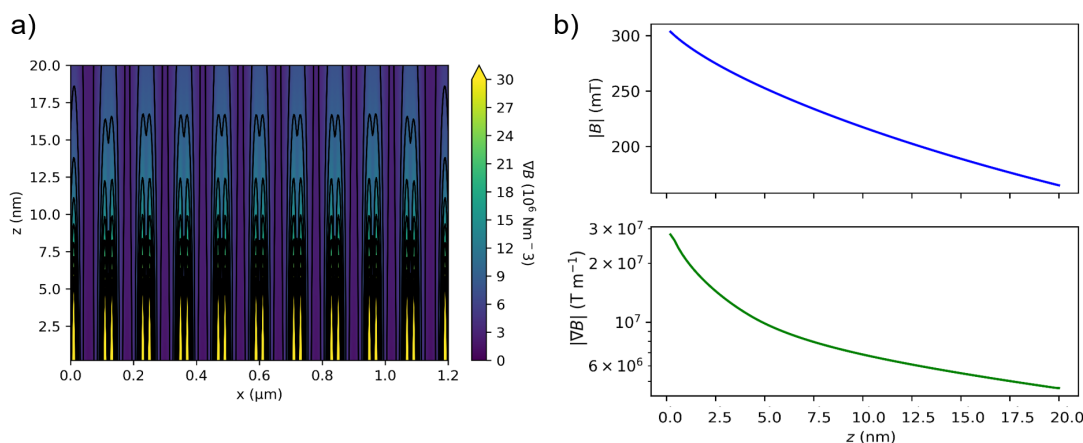 a)
20.0
17.5
15.0
12.5
10.0
7.5
5.0
2.5
z (nm)
0.0 0.2 0.4 0.6 0.8 1.0 1.2
x (μm)
30
27
24
21
18
15
12
9
6
3
0
∇B (10⁶ Nm⁻3)
b)
300
250
200
|B| (mT)
3 × 10⁷
2 × 10⁷
10⁷
6 × 10⁶
|∇B| (T m⁻¹)
0.0 2.5 5.0 7.5 10.0 12.5 15.0 17.5 20.0
z (nm)